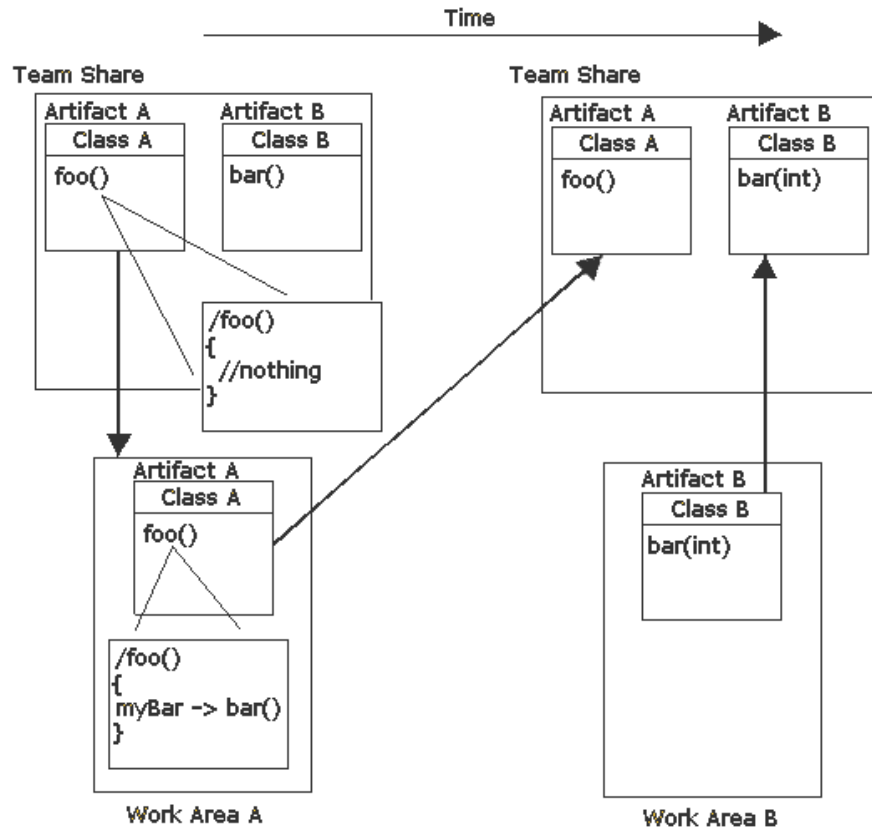 Time
Team Share
Artifact A
Class A
foo()
Artifact B
Class B
bar()
/foo()
{
//nothing
}
Artifact A
Class A
foo()
/foo()
{
myBar -> bar()
}
Work Area A
Team Share
Artifact A
Class A
foo()
Artifact B
Class B
bar(int)
Artifact B
Class B
bar(int)
Work Area B